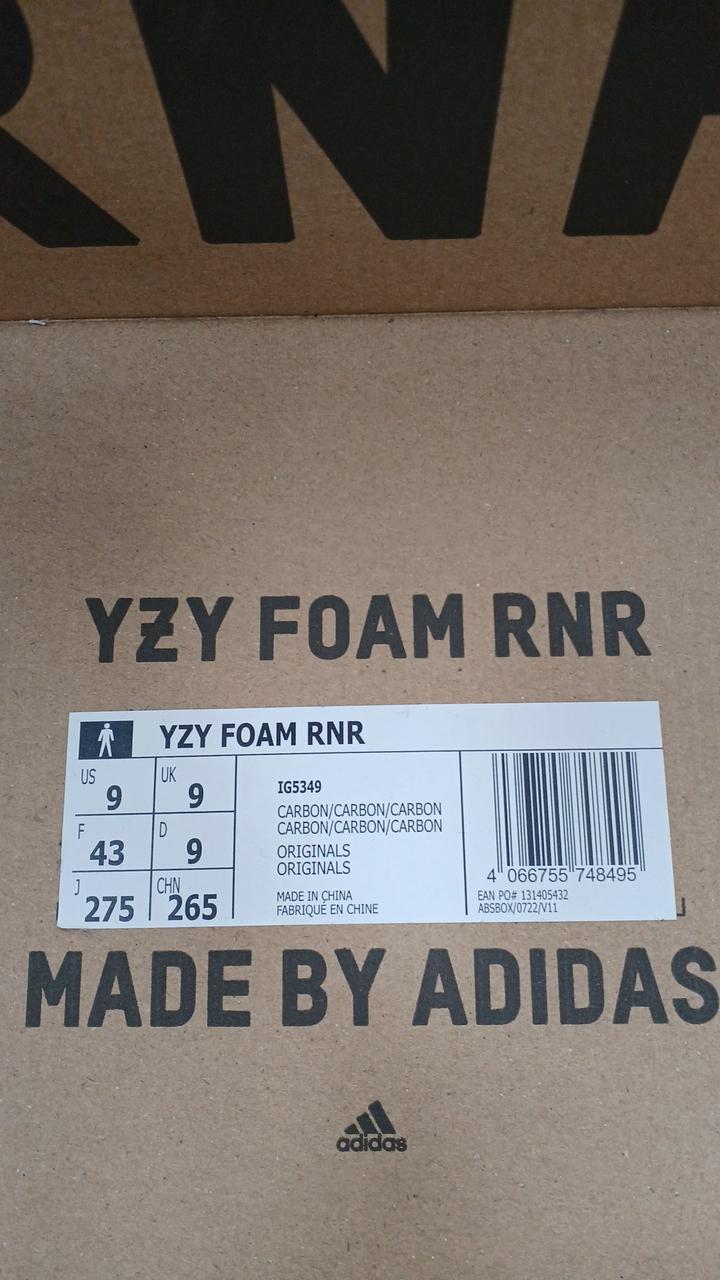 RNR
YZY FOAM RNR
YZY FOAM RNR
US 9 UK 9
F 43 D 9
J 275 CHN 265
IG5349
CARBON/CARBON/CARBON
CARBON/CARBON/CARBON
ORIGINALS
ORIGINALS
MADE IN CHINA
FABRIQUÉ EN CHINE
4 066755 748495
EAN PO# 131405432
ABSBOX/0722/V11
MADE BY ADIDAS
adidas